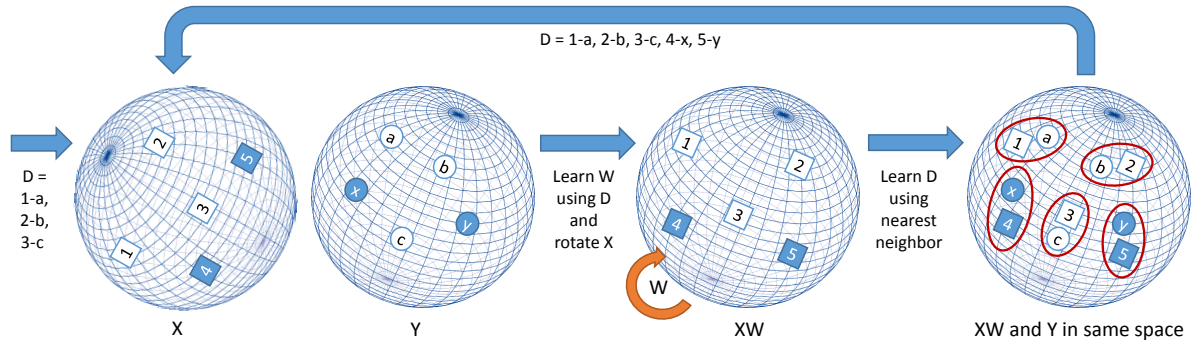 D = 1-a, 2-b, 3-c, 4-x, 5-y
D =
1-a,
2-b,
3-c
2
5
3
1
4
X
a
b
x
y
c
Y
Learn W
using D
and
rotate X
1
2
3
4
5
W
XW
Learn D
using
nearest
neighbor
1 a
b 2
x
4
3
c
y
5
XW and Y in same space